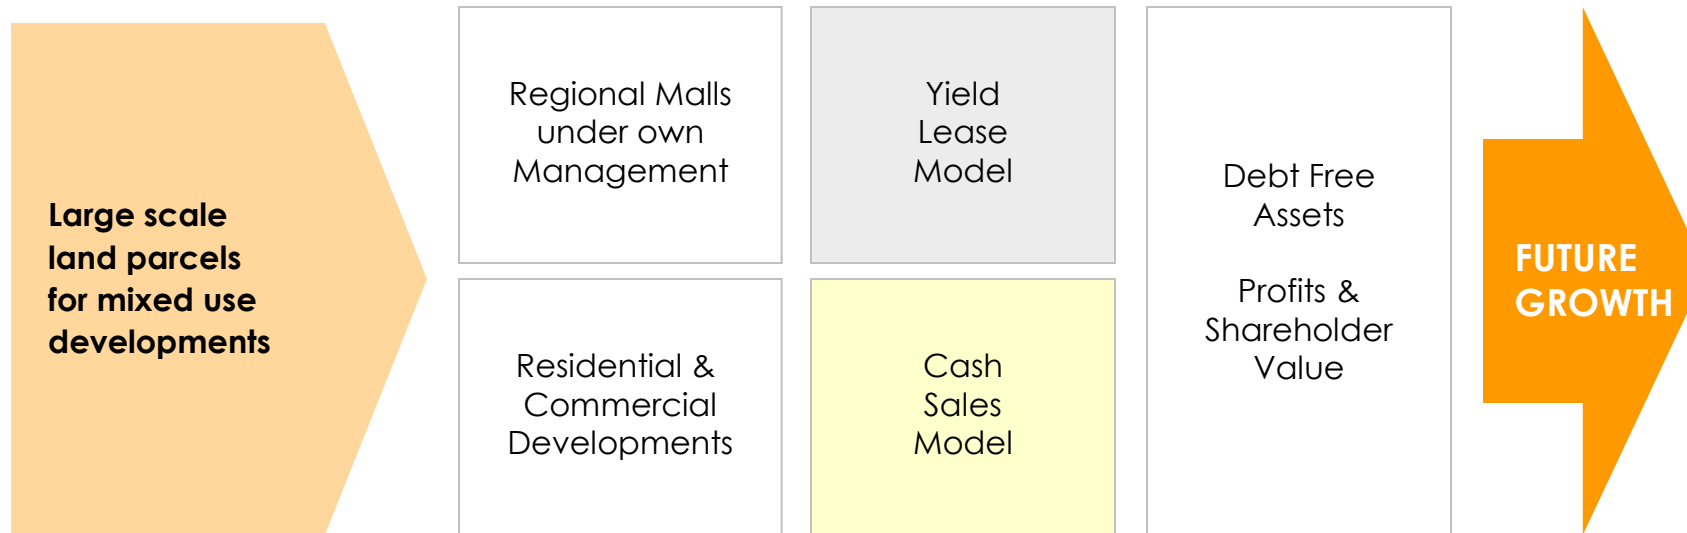 Large scale
land parcels
for mixed use
developments
Regional Malls
under own
Management
Residential &
Commercial
Developments
Yield
Lease
Model
Cash
Sales
Model
Debt Free
Assets
Profits &
Shareholder
Value
FUTURE
GROWTH